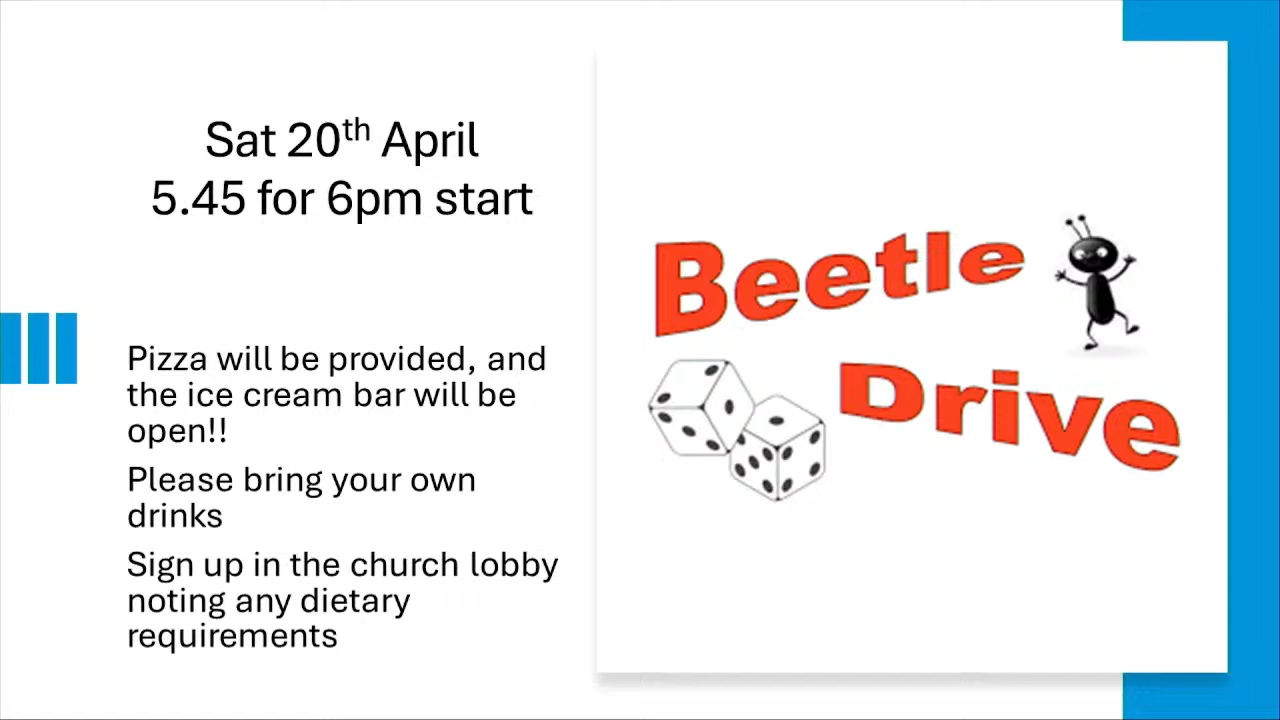 Sat 20th April
5.45 for 6pm start
Pizza will be provided, and
the ice cream bar will be
open!!
Please bring your own
drinks
Sign up in the church lobby
noting any dietary
requirements
Beetle
Drive